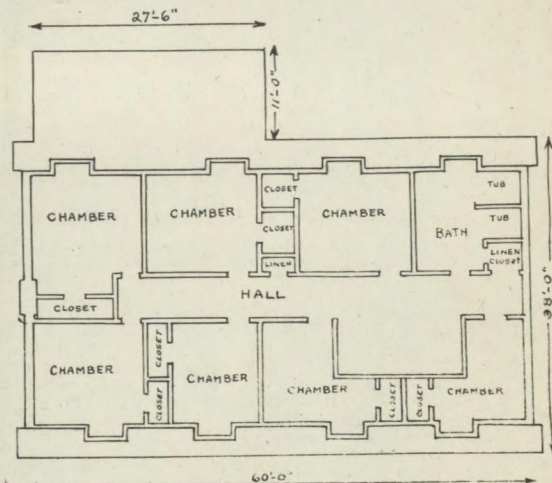 27'-6"
11'-0"
CLOSET
TUB
CHAMBER
CHAMBER
CHAMBER
TUB
CLOSET
BATH
LINEN
CLOSET
LINEN
HALL
38'-0"
CLOSET
CLOSET
CHAMBER
CHAMBER
CHAMBER
CHAMBER
CLOSET
CLOSET
CLOSET
60'-0"